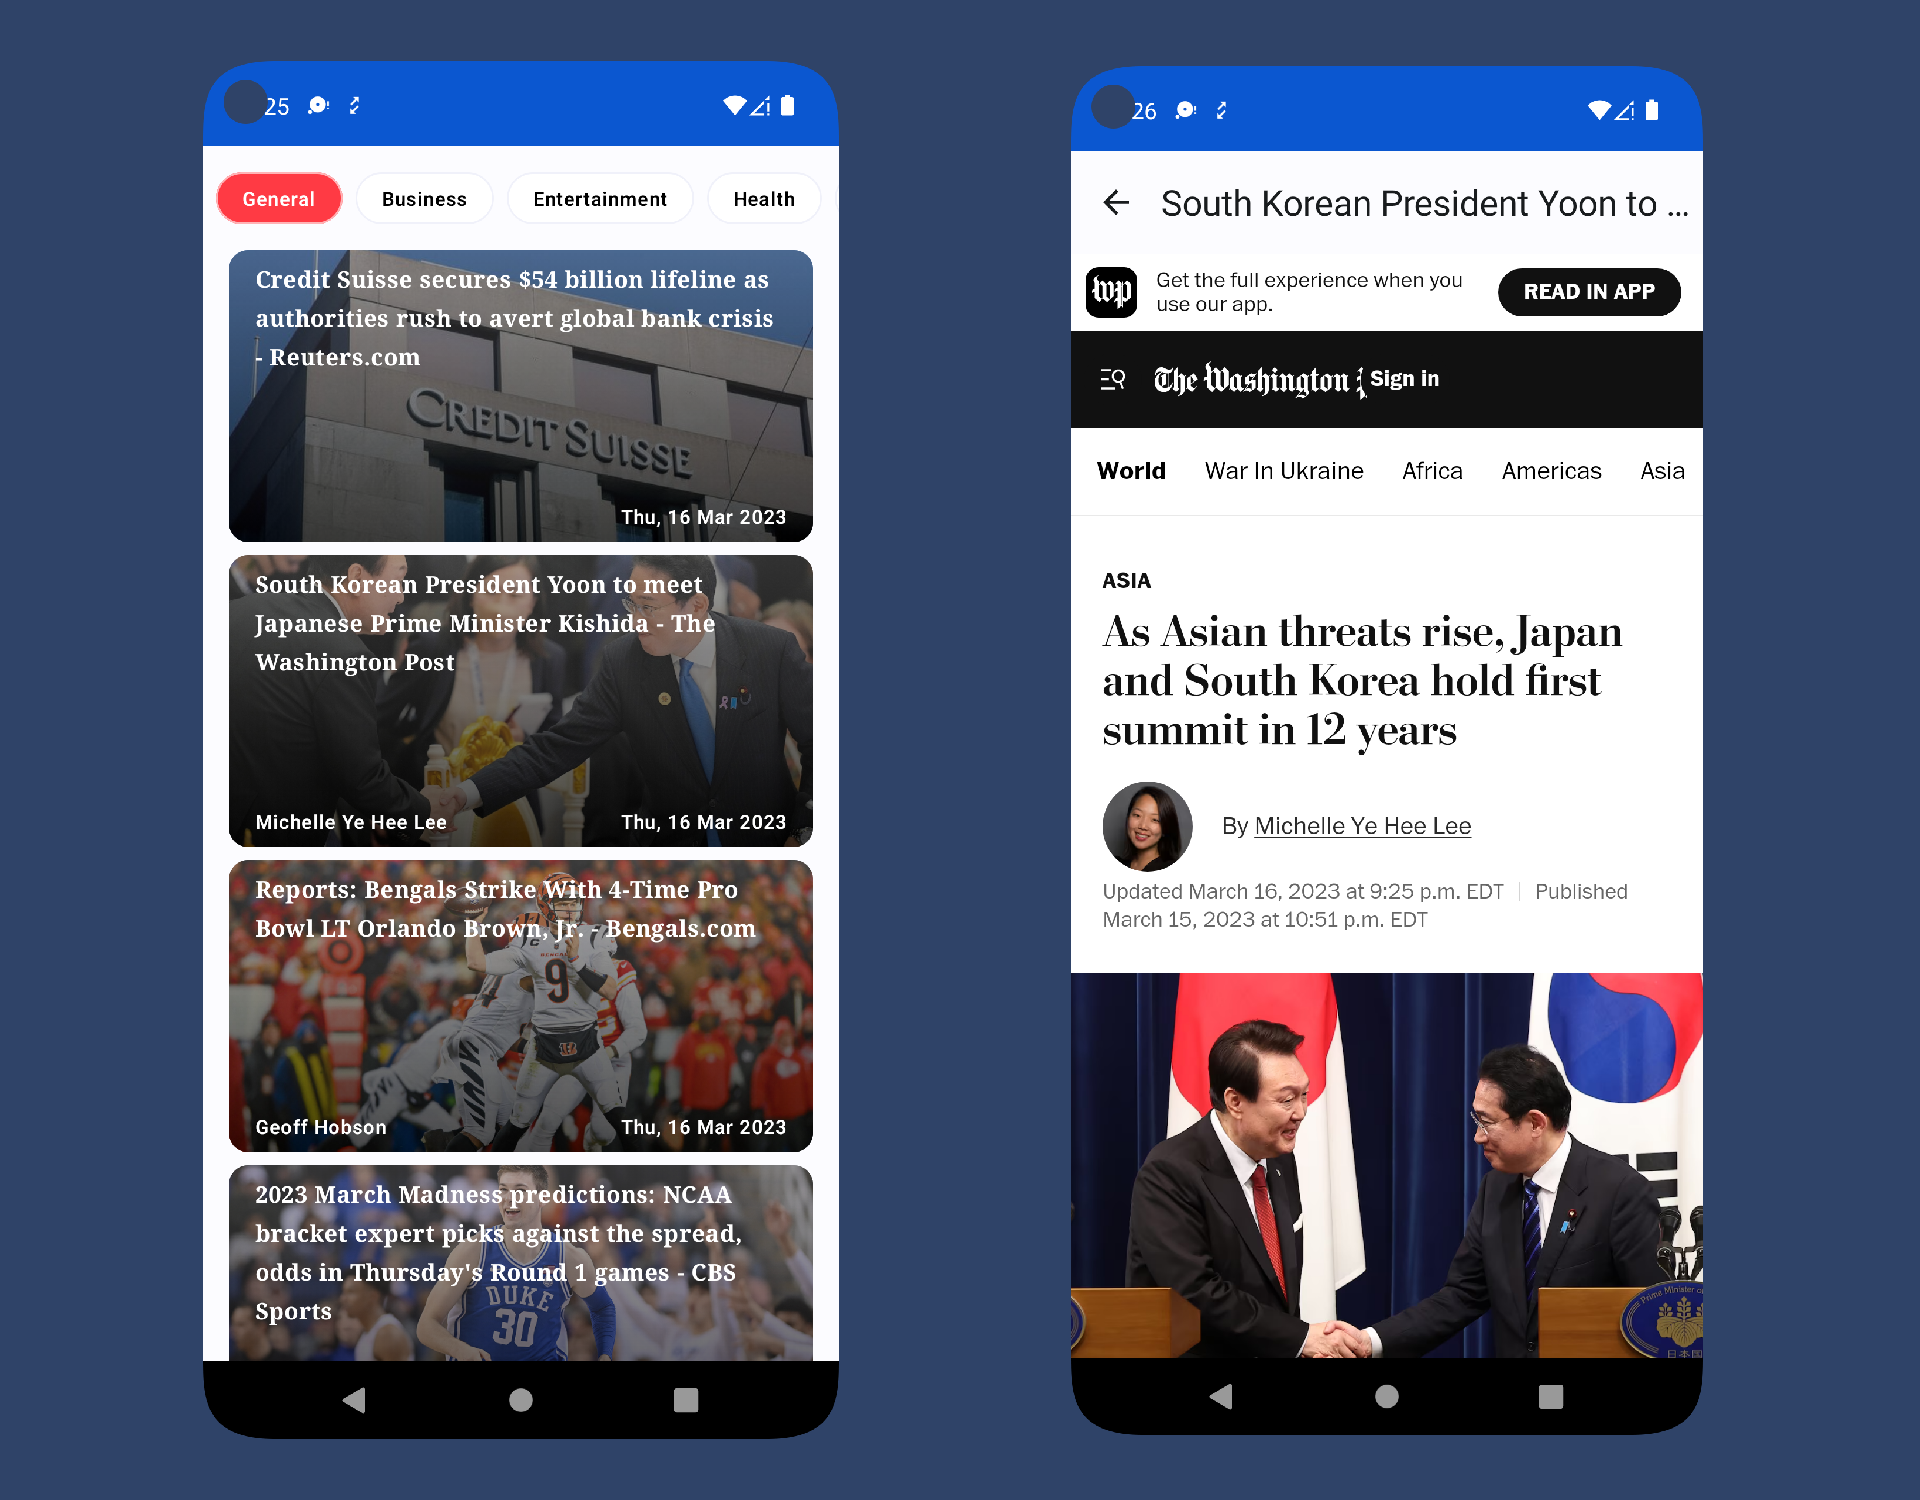 25
General
Business
Entertainment
Health
Credit Suisse secures $54 billion lifeline as
authorities rush to avert global bank crisis
- Reuters.com
CREDIT SUISSE
Thu, 16 Mar 2023
South Korean President Yoon to meet
Japanese Prime Minister Kishida - The
Washington Post
Michelle Ye Hee Lee
Thu, 16 Mar 2023
Reports: Bengals Strike With 4-Time Pro
Bowl LT Orlando Brown, Jr. - Bengals.com
BENGALS
9
Geoff Hobson
Thu, 16 Mar 2023
2023 March Madness predictions: NCAA
bracket expert picks against the spread,
odds in Thursday's Round 1 games - CBS
Sports
DUKE
30
26
South Korean President Yoon to ...
wp
Get the full experience when you
use our app.
READ IN APP
The Washington
Sign in
World
War In Ukraine
Africa
Americas
Asia
ASIA
As Asian threats rise, Japan
and South Korea hold first
summit in 12 years
By Michelle Ye Hee Lee
Updated March 16, 2023 at 9:25 p.m. EDT | Published
March 15, 2023 at 10:51 p.m. EDT
Prime Minister of
日本国